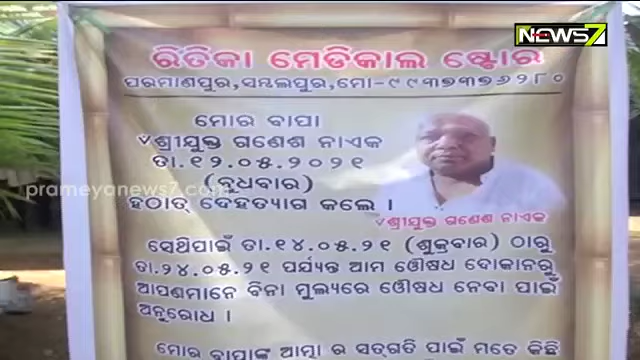 NEWS7
ରିତିକା ମେଡିକାଲ ଷ୍ଟୋର
ପରମାଣପୁର,ସମ୍ବଲପୁର,ମୋ-୯୯୩୭୩୭୬୨୮୦
ମୋର ବାପା
ଶ୍ରୀଯୁକ୍ତ ଗଣେଶ ନାଏକ
ତା.୧୨.୦୫.୨୦୨୧
(ବୁଧବାର)
prameyanews7.com
ହଠାତ୍ ଦେହତ୍ୟାଗ କଲେ ।
ଶ୍ରୀଯୁକ୍ତ ଗଣେଶ ନାଏକ
ସେଥିପାଇଁ ତା.୧୪.୦୫.୨୧ (ଶୁକ୍ରବାର) ଠାରୁ
ତା.୨୪.୦୫.୨୧ ପର୍ଯ୍ୟନ୍ତ ଆମ ଔଷଧ ଦୋକାନରୁ
ଆପଣମାନେ ବିନା ମୁଲ୍ୟରେ ଔଷଧ ନେବା ପାଇଁ
ଅନୁରୋଧ ।
ମୋର ବାପାଙ୍କ ଆତ୍ମା ର ସତ୍‌ଗତି ପାଇଁ ମତେ କିଛି